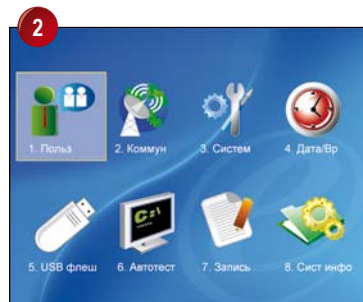 2
1. Польз
2. Коммун
3. Систем
4. Дата/Вр
5. USB флеш
6. Автотест
7. Запись
8. Сист инфо
C:\